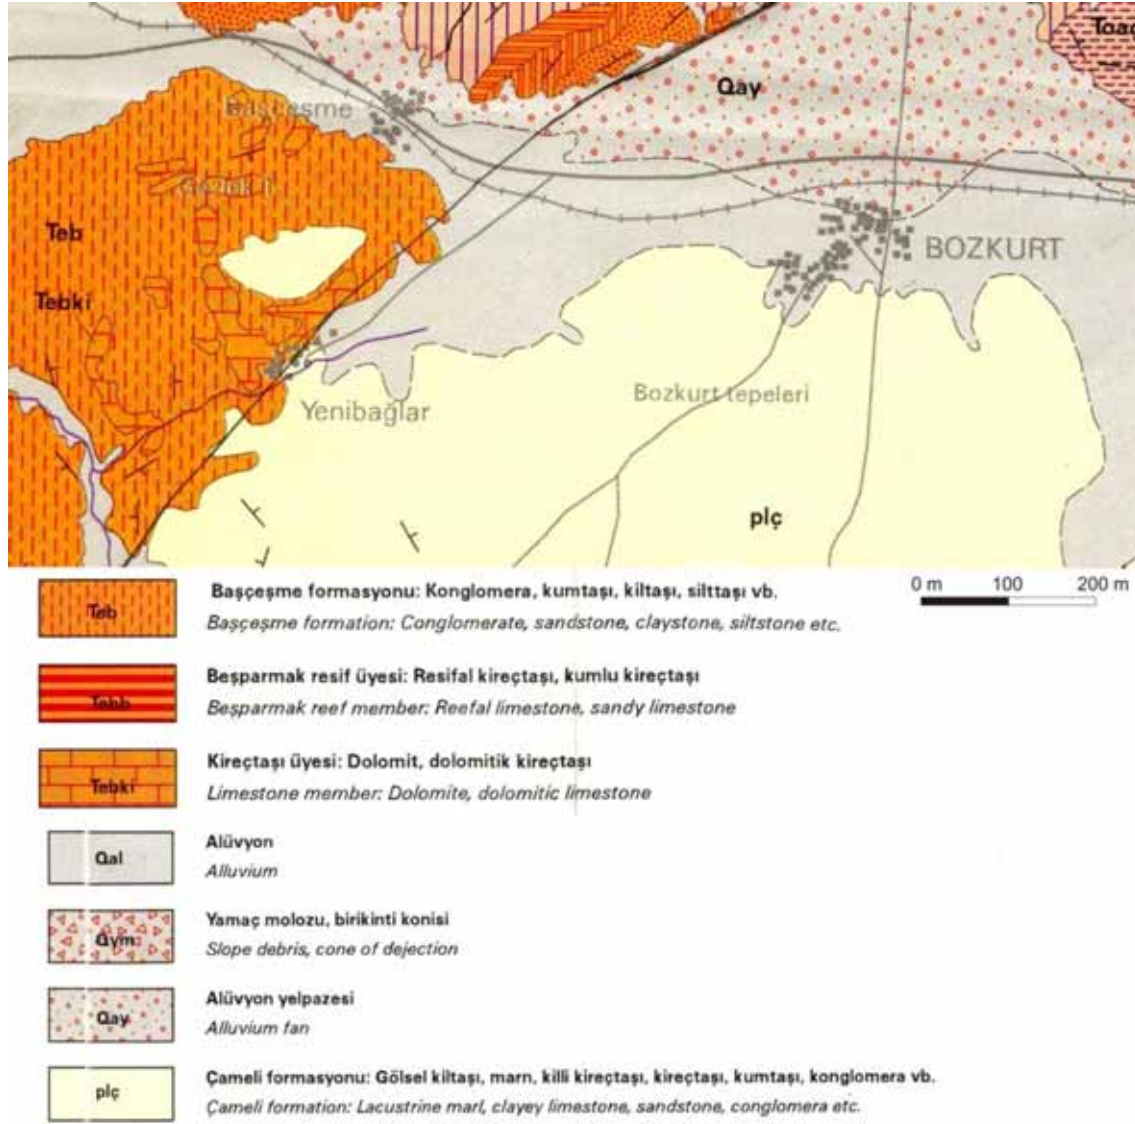 Toac
Qay
Başçeşme
Teb
BOZKURT
Tebki
Bozkurt tepeleri
Yenibağlar
plç
0 m 100 200 m
Teb
Başçeşme formasyonu: Konglomera, kumtaşı, kiltaşı, silttaşı vb.
Başçeşme formation: Conglomerate, sandstone, claystone, siltstone etc.
Tebb
Beşparmak resif üyesi: Resifal kireçtaşı, kumlu kireçtaşı
Beşparmak reef member: Reefal limestone, sandy limestone
Tebki
Kireçtaşı üyesi: Dolomit, dolomitik kireçtaşı
Limestone member: Dolomite, dolomitic limestone
Qal
Alüvyon
Alluvium
Qym
Yamaç molozu, birikinti konisi
Slope debris, cone of dejection
Qay
Alüvyon yelpazesi
Alluvium fan
plç
Çameli formasyonu: Gölsel kiltaşı, marn, killi kireçtaşı, kireçtaşı, kumtaşı, konglomera vb.
Çameli formation: Lacustrine marl, clayey limestone, sandstone, conglomera etc.